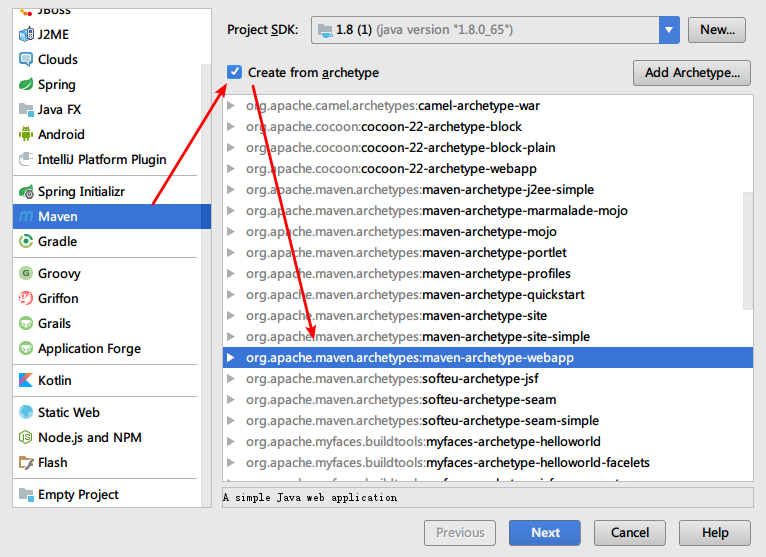 JBoss
J2ME
Clouds
Spring
Java FX
Android
IntelliJ Platform Plugin
Spring Initializr
Maven
Gradle
Groovy
Griffon
Grails
Application Forge
Kotlin
Static Web
Node.js and NPM
Flash
Empty Project
Project SDK: 1.8 (1) (java version "1.8.0_65") New...
Create from archetype Add Archetype...
org.apache.camel.archetypes:camel-archetype-war
org.apache.cocoon:cocoon-22-archetype-block
org.apache.cocoon:cocoon-22-archetype-block-plain
org.apache.cocoon:cocoon-22-archetype-webapp
org.apache.maven.archetypes:maven-archetype-j2ee-simple
org.apache.maven.archetypes:maven-archetype-marmalade-mojo
org.apache.maven.archetypes:maven-archetype-mojo
org.apache.maven.archetypes:maven-archetype-portlet
org.apache.maven.archetypes:maven-archetype-profiles
org.apache.maven.archetypes:maven-archetype-quickstart
org.apache.maven.archetypes:maven-archetype-site
org.apache.maven.archetypes:maven-archetype-site-simple
org.apache.maven.archetypes:maven-archetype-webapp
org.apache.maven.archetypes:softeu-archetype-jsf
org.apache.maven.archetypes:softeu-archetype-seam
org.apache.maven.archetypes:softeu-archetype-seam-simple
org.apache.myfaces.buildtools:myfaces-archetype-helloworld
org.apache.myfaces.buildtools:myfaces-archetype-helloworld-facelets
A simple Java web application
Previous Next Cancel Help